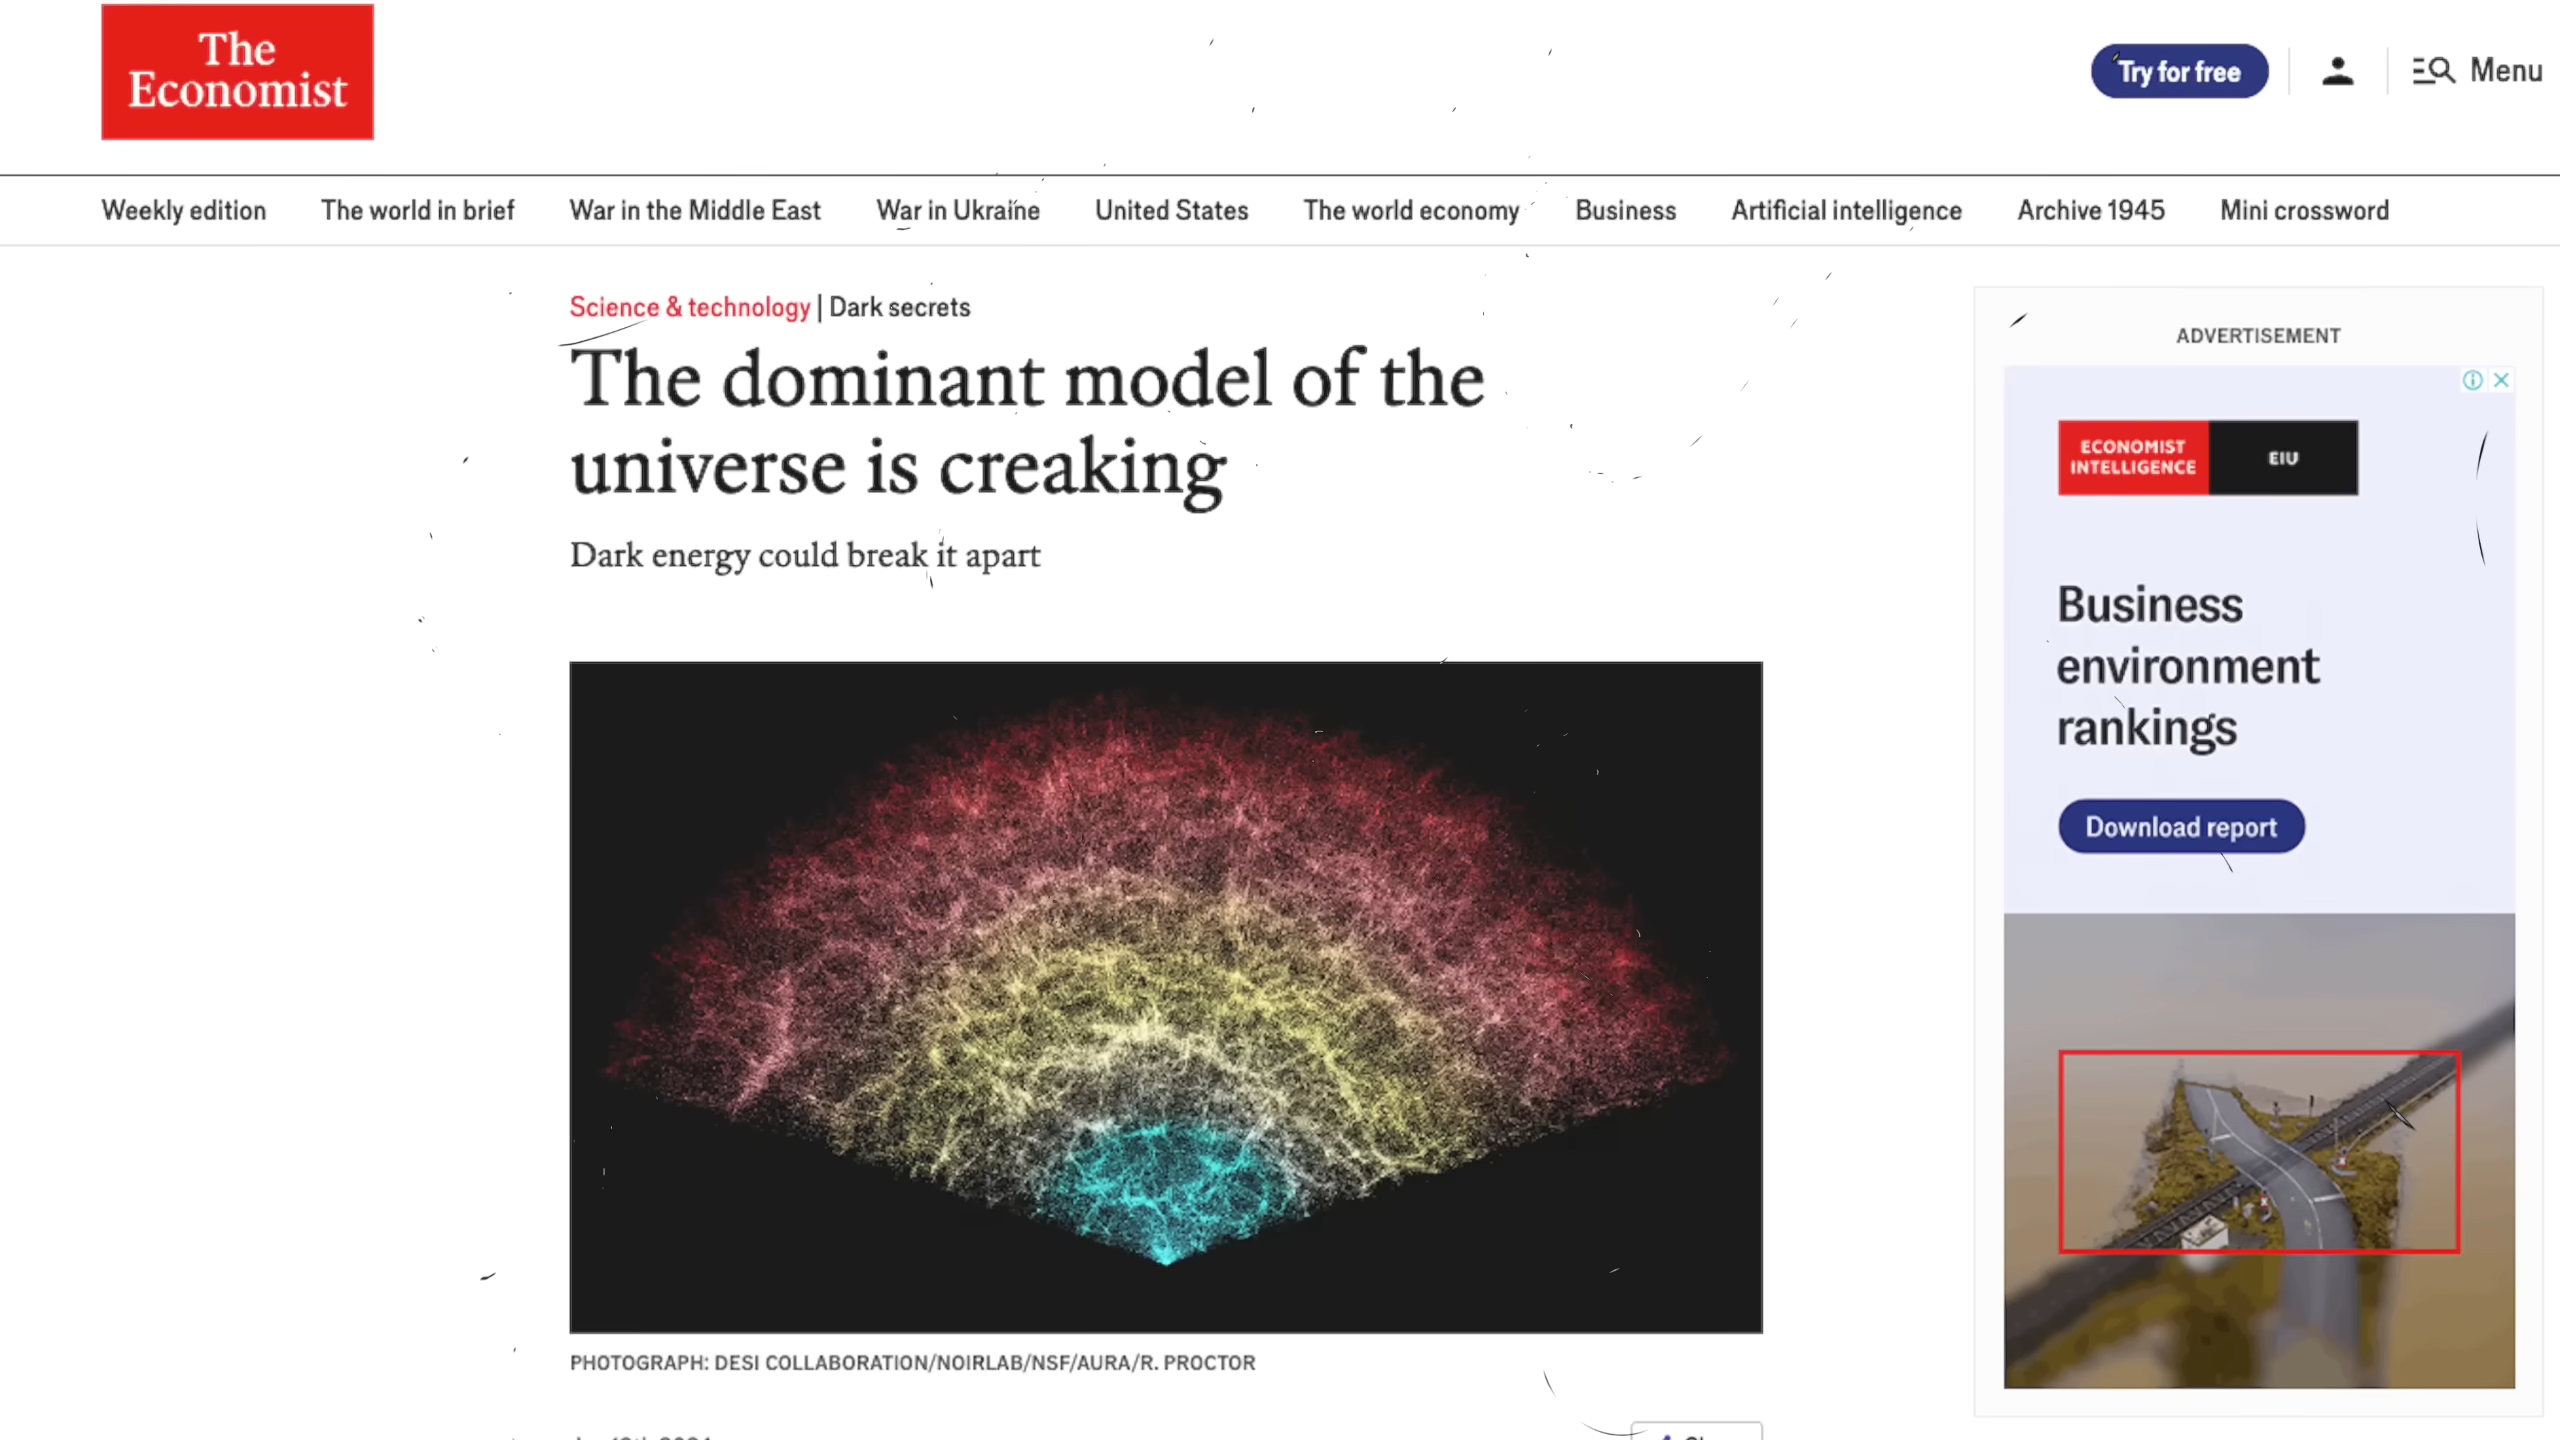 The
Economist
Try for free
Menu
Weekly edition
The world in brief
War in the Middle East
War in Ukraine
United States
The world economy
Business
Artificial intelligence
Archive 1945
Mini crossword
Science & technology | Dark secrets
The dominant model of the
universe is creaking
Dark energy could break it apart
ADVERTISEMENT
ECONOMIST
INTELLIGENCE
EIU
Business
environment
rankings
Download report
PHOTOGRAPH: DESI COLLABORATION/NOIRLAB/NSF/AURA/R. PROCTOR